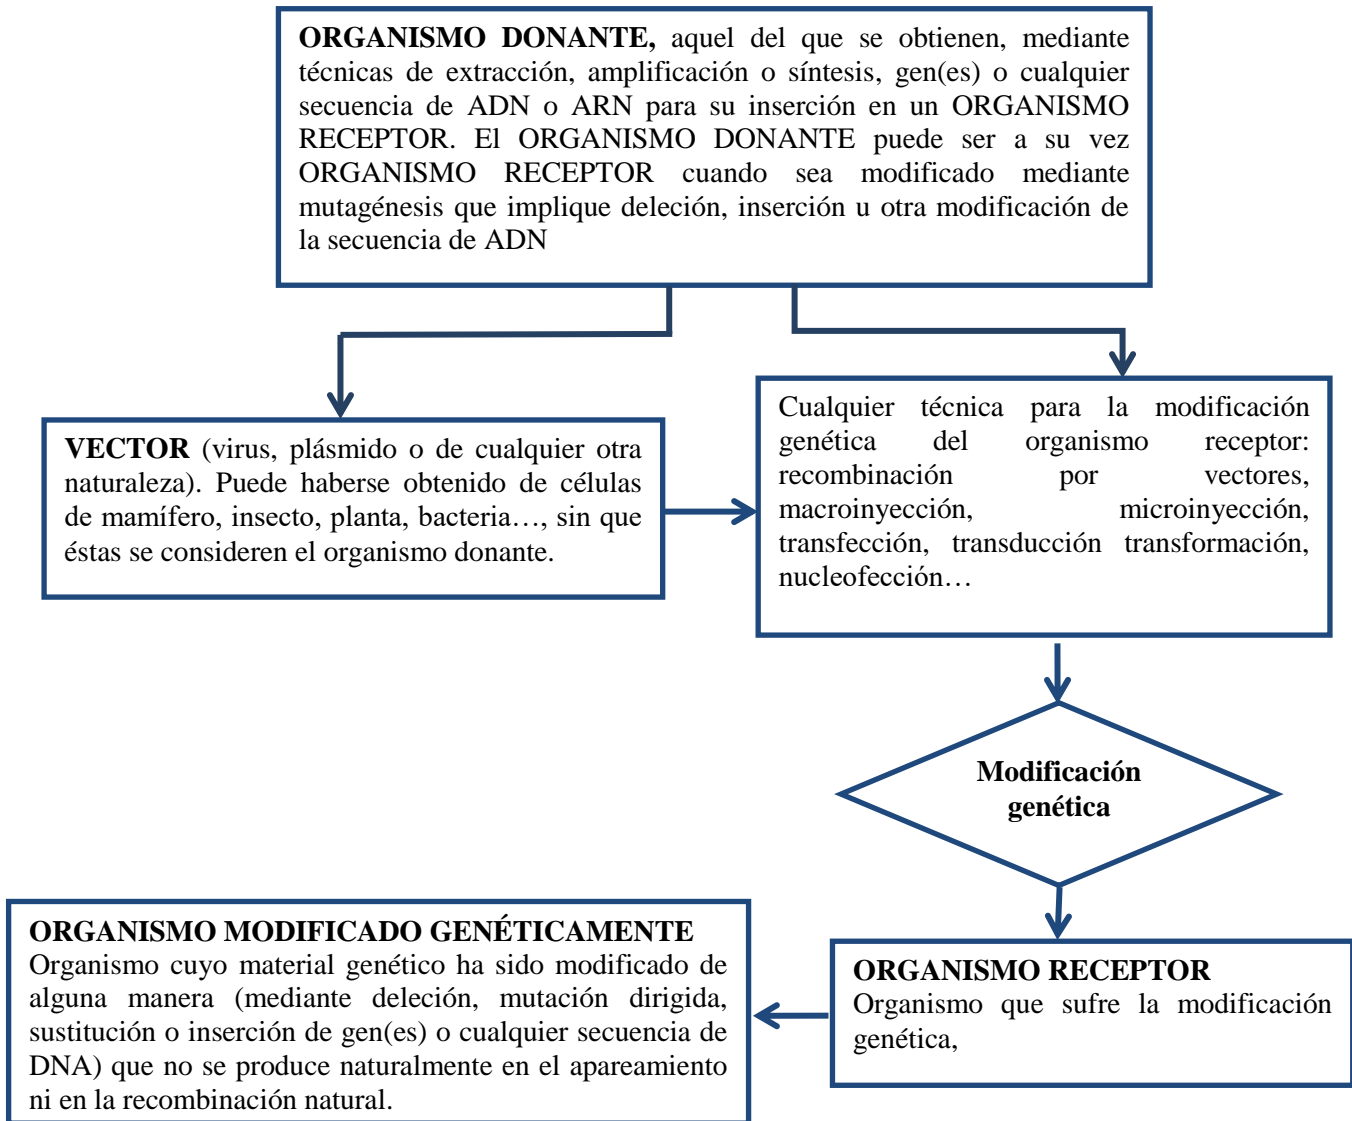 ORGANISMO DONANTE, aquel del que se obtienen, mediante
técnicas de extracción, amplificación o síntesis, gen(es) o cualquier
secuencia de ADN o ARN para su inserción en un ORGANISMO
RECEPTOR. El ORGANISMO DONANTE puede ser a su vez
ORGANISMO RECEPTOR cuando sea modificado mediante
mutagénesis que implique deleción, inserción u otra modificación de
la secuencia de ADN
VECTOR (virus, plásmido o de cualquier otra
naturaleza). Puede haberse obtenido de células
de mamífero, insecto, planta, bacteria…, sin que
éstas se consideren el organismo donante.
Cualquier técnica para la modificación
genética del organismo receptor:
recombinación por vectores,
macroinyección, microinyección,
transfección, transducción transformación,
nucleofección…
Modificación
genética
ORGANISMO RECEPTOR
Organismo que sufre la modificación
genética,
ORGANISMO MODIFICADO GENÉTICAMENTE
Organismo cuyo material genético ha sido modificado de
alguna manera (mediante deleción, mutación dirigida,
sustitución o inserción de gen(es) o cualquier secuencia de
DNA) que no se produce naturalmente en el apareamiento
ni en la recombinación natural.